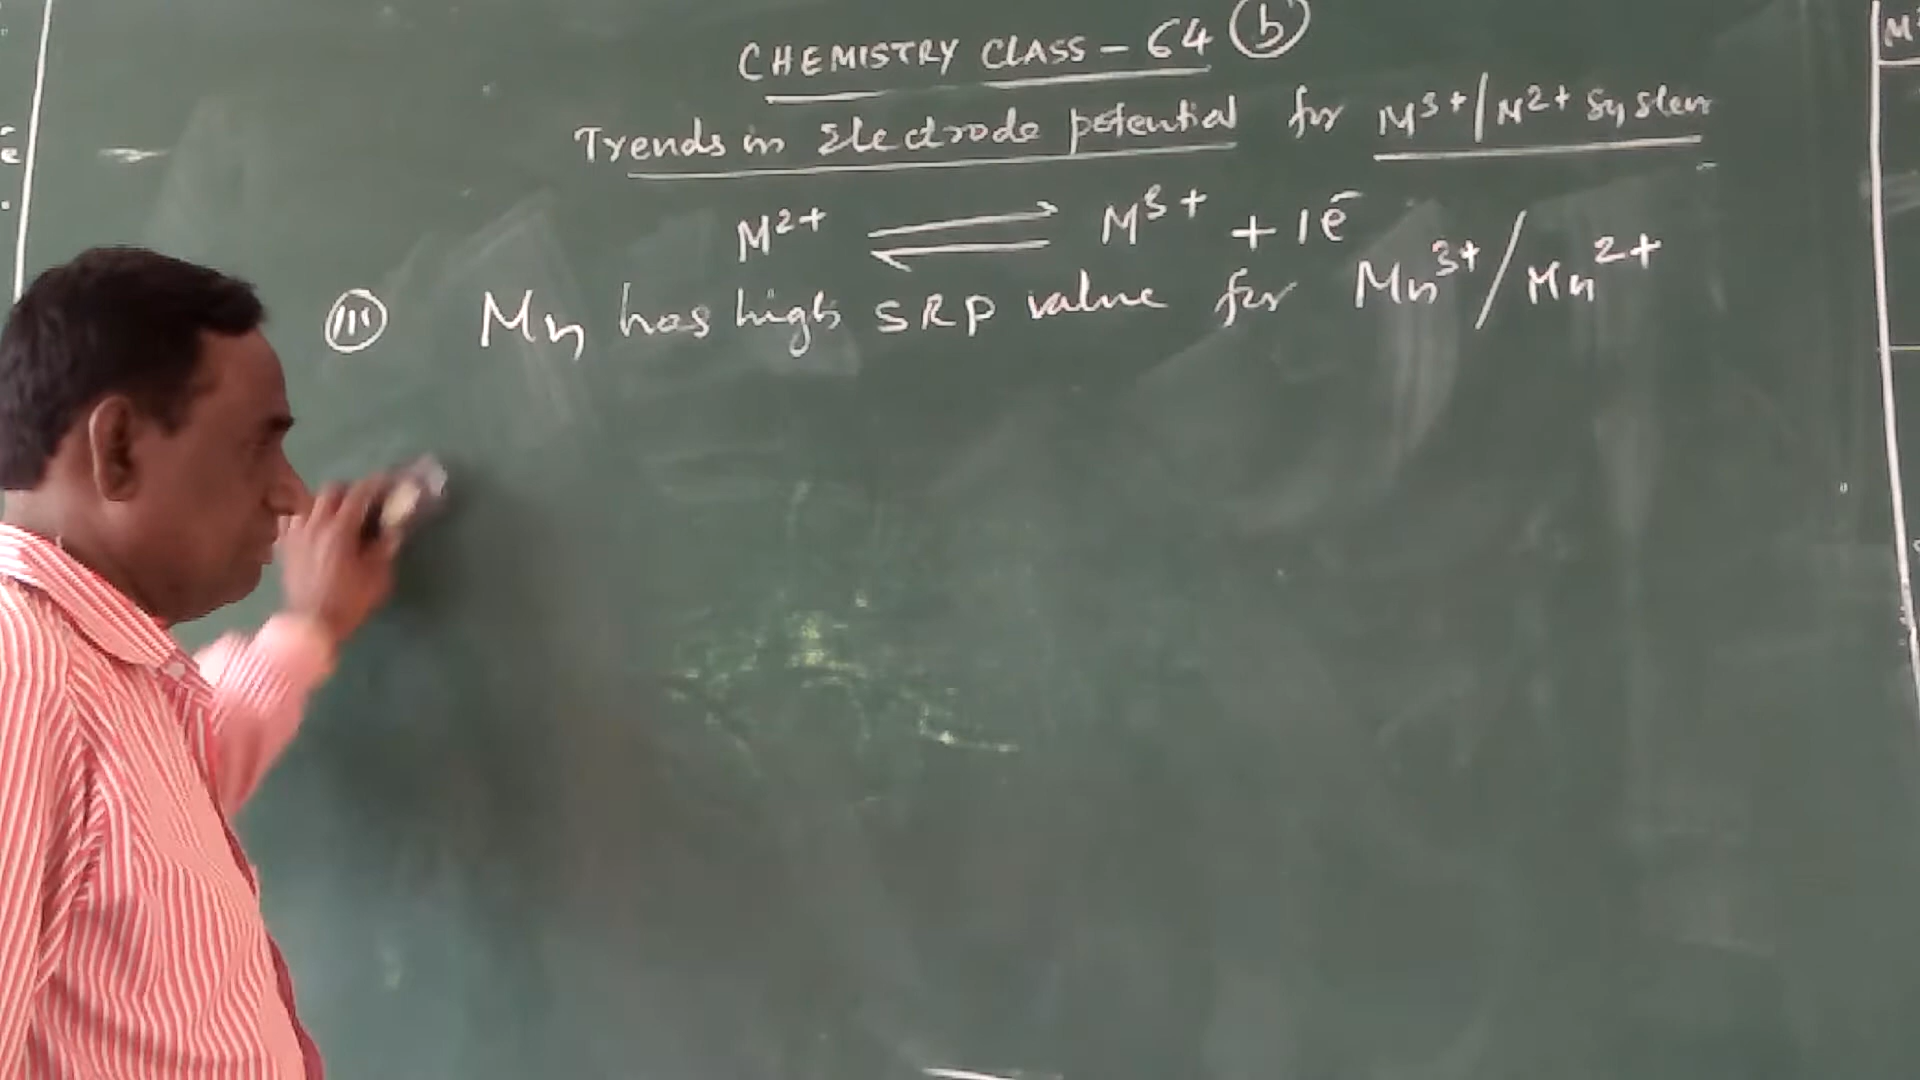 CHEMISTRY CLASS - 64 (b)
Trends in Electrode potential for M³⁺/M²⁺ System
M²⁺ ⇌ M³⁺ + 1e⁻
(iii) Mn has high SRP value for Mn³⁺/Mn²⁺